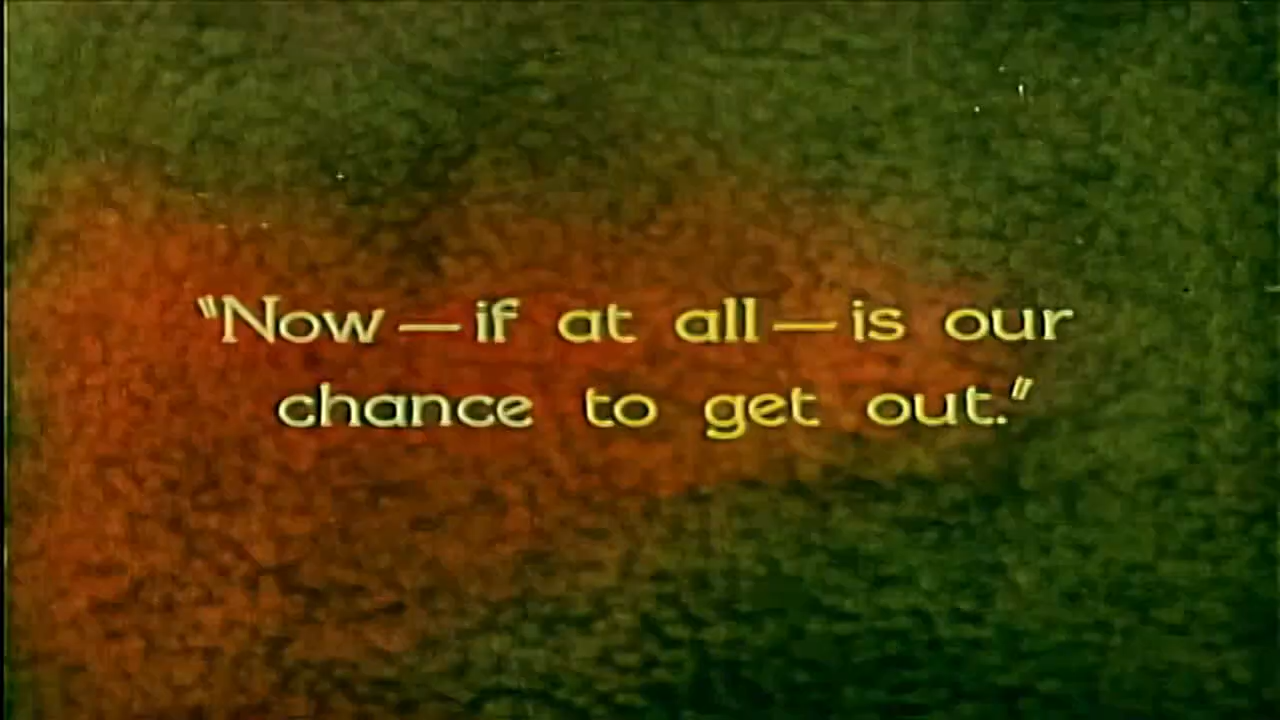 "Now — if at all — is our
chance to get out."